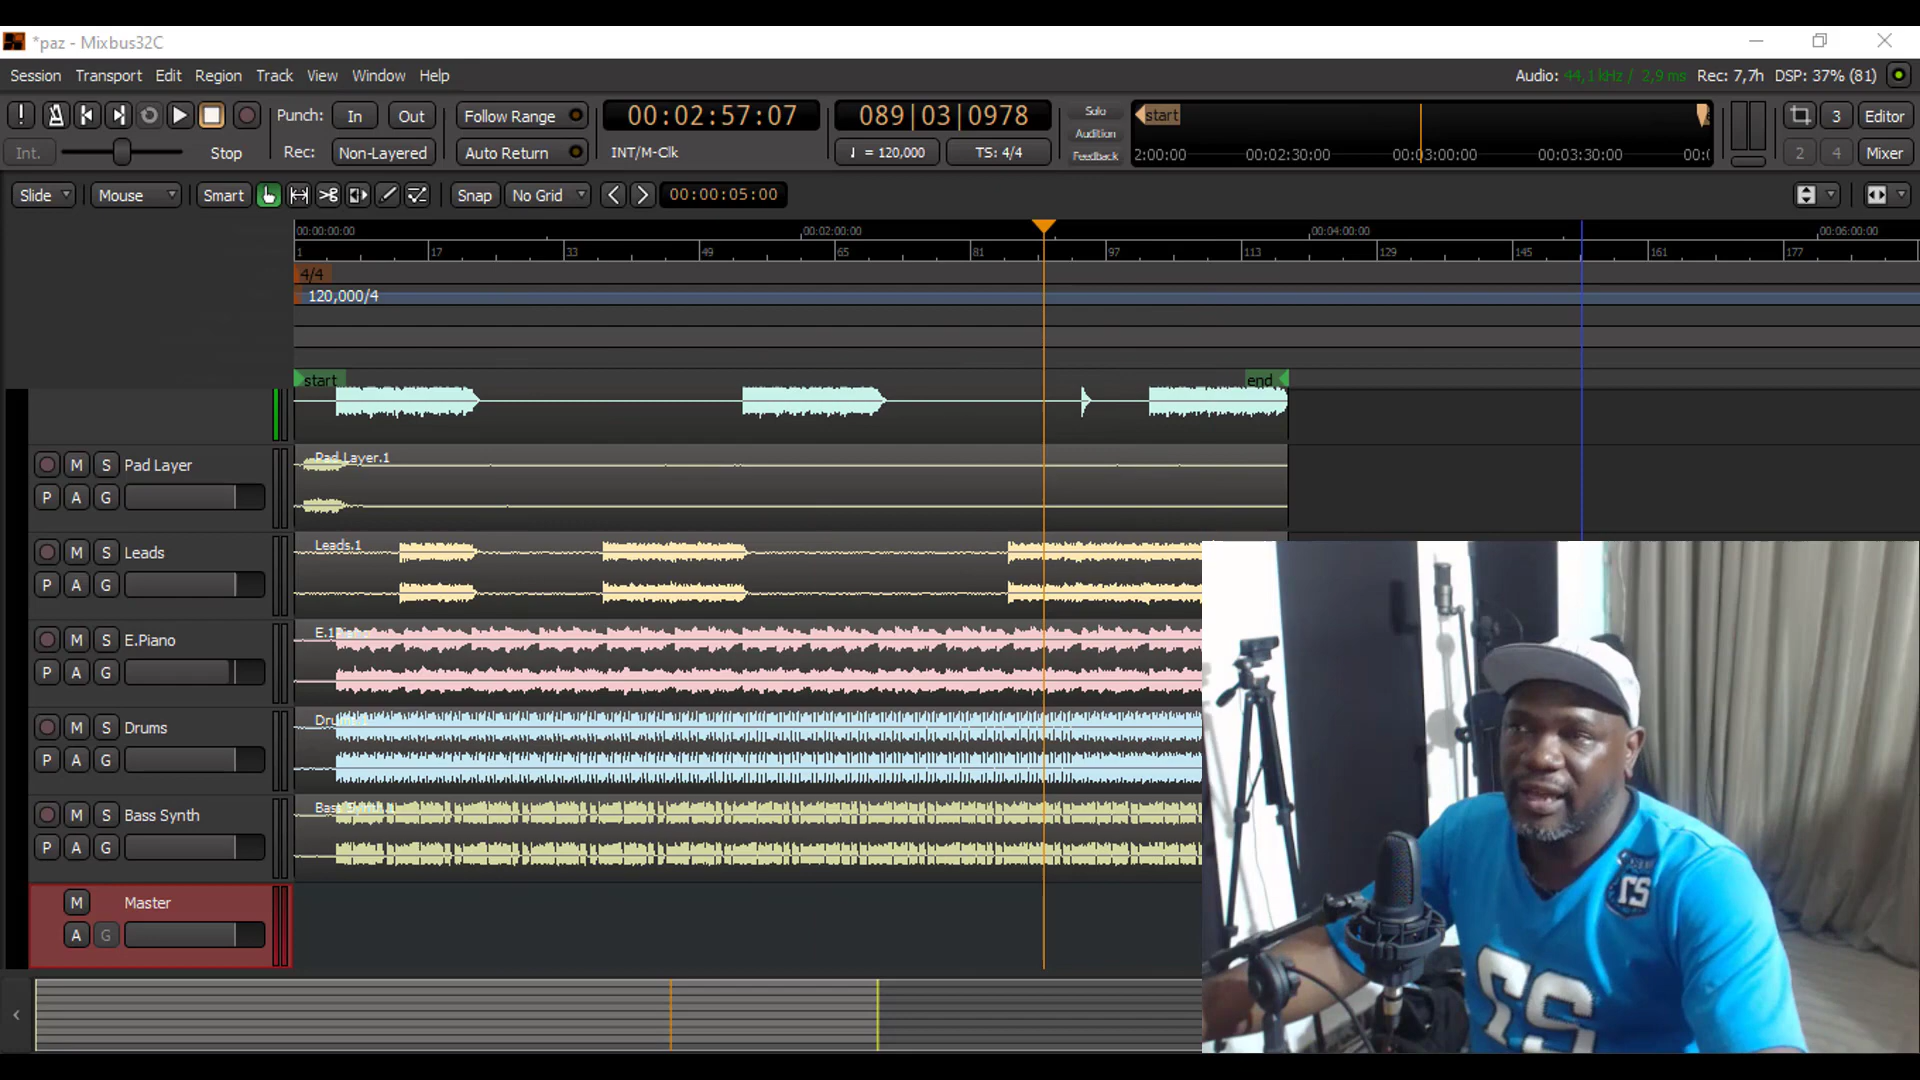 *paz - Mixbus32C
Session Transport Edit Region Track View Window Help
Audio: 44,1 kHz / 2,9 ms Rec: 7,7h DSP: 37% (81)
Punch: In Out Follow Range 00:02:57:07 089|03|0978 Solo start 3 Editor
Audition
Int. Stop Rec: Non-Layered Auto Return INT/M-Clk ♩ = 120,000 TS: 4/4 Feedback 2:00:00 00:02:30:00 00:03:00:00 00:03:30:00 00:( 2 4 Mixer
Slide Mouse Smart Snap No Grid 00:00:05:00
00:00:00:00 00:02:00:00 00:04:00:00 00:06:00:00
1 17 33 49 65 81 97 113 129 145 161 177
4/4
120,000/4
start end
M S Pad Layer Pad Layer.1
P A G
M S Leads Leads.1
P A G
M S E.Piano
P A G
M S Drums
P A G
M S Bass Synth
P A G
M Master
A G